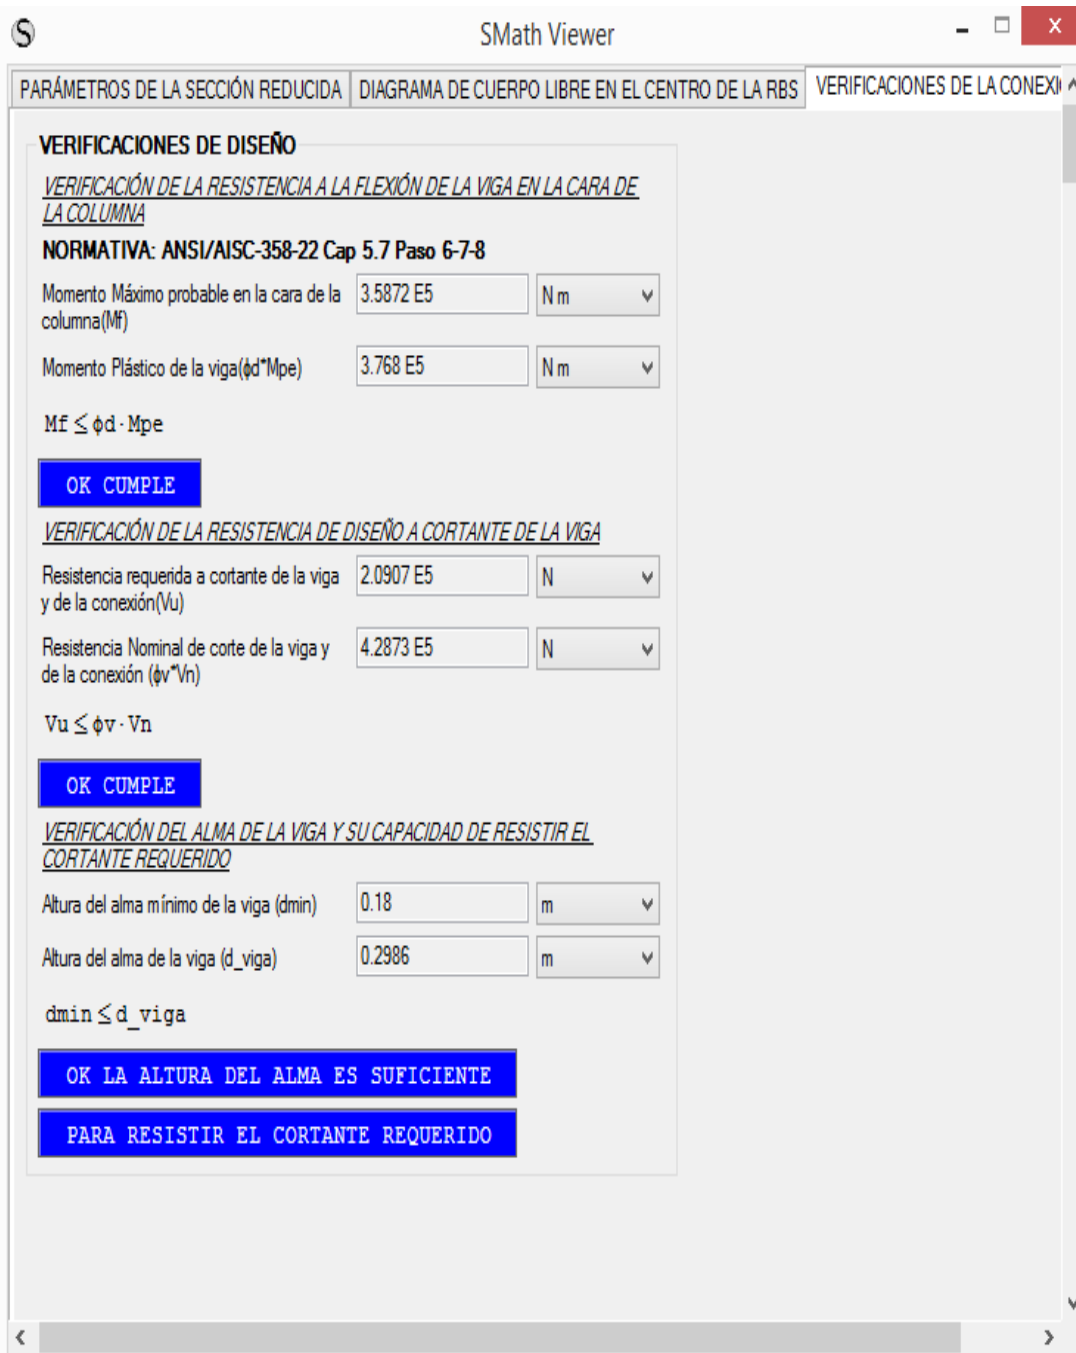 SMath Viewer
PARÁMETROS DE LA SECCIÓN REDUCIDA
DIAGRAMA DE CUERPO LIBRE EN EL CENTRO DE LA RBS
VERIFICACIONES DE LA CONEXI
VERIFICACIONES DE DISEÑO
VERIFICACIÓN DE LA RESISTENCIA A LA FLEXIÓN DE LA VIGA EN LA CARA DE
LA COLUMNA
NORMATIVA: ANSI/AISC-358-22 Cap 5.7 Paso 6-7-8
Momento Máximo probable en la cara de la
columna(Mf)
3.5872 E5
N m
Momento Plástico de la viga(ϕd*Mpe)
3.768 E5
N m
Mf ≤ ϕd · Mpe
OK CUMPLE
VERIFICACIÓN DE LA RESISTENCIA DE DISEÑO A CORTANTE DE LA VIGA
Resistencia requerida a cortante de la viga
y de la conexión(Vu)
2.0907 E5
N
Resistencia Nominal de corte de la viga y
de la conexión (ϕv*Vn)
4.2873 E5
N
Vu ≤ ϕv · Vn
OK CUMPLE
VERIFICACIÓN DEL ALMA DE LA VIGA Y SU CAPACIDAD DE RESISTIR EL
CORTANTE REQUERIDO
Altura del alma mínimo de la viga (dmin)
0.18
m
Altura del alma de la viga (d_viga)
0.2986
m
dmin ≤ d_viga
OK LA ALTURA DEL ALMA ES SUFICIENTE
PARA RESISTIR EL CORTANTE REQUERIDO